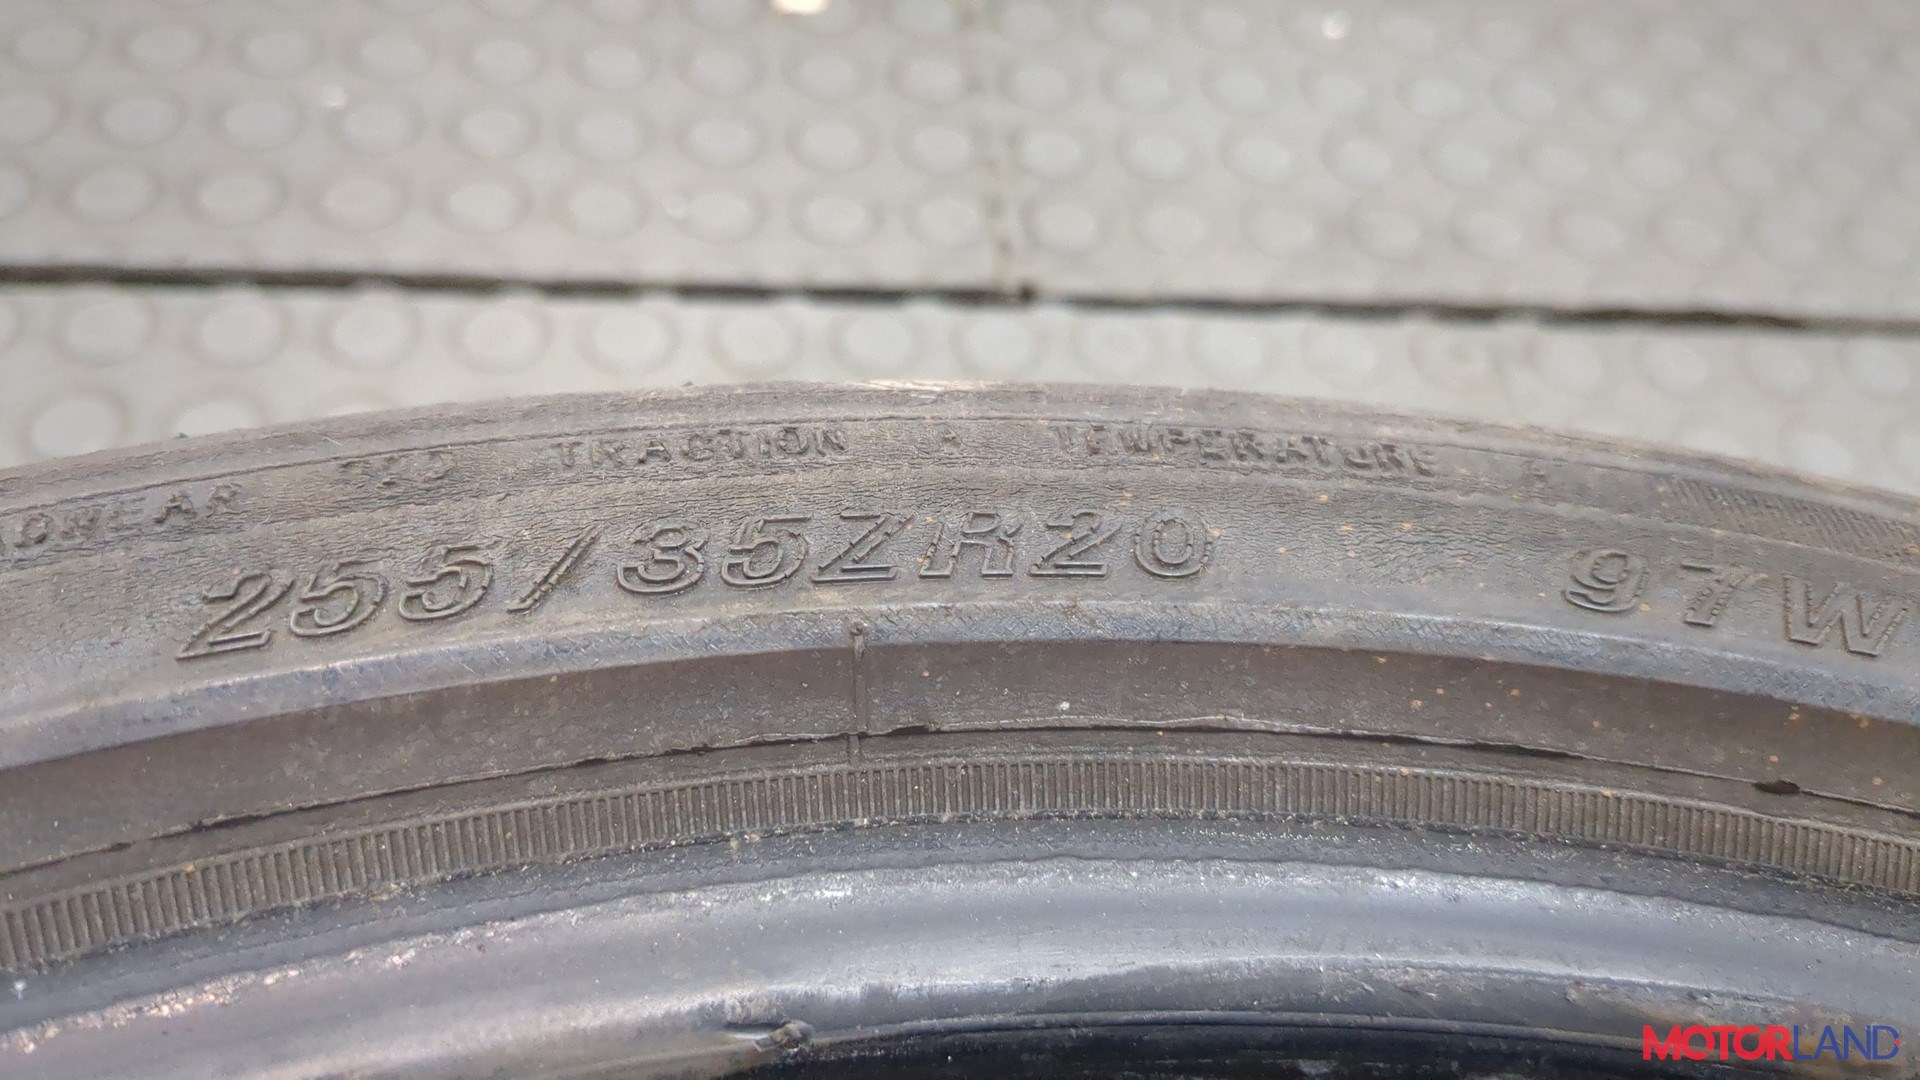 TRACTION A TEMPERATURE A
255/35ZR20 97W
MOTORLAND